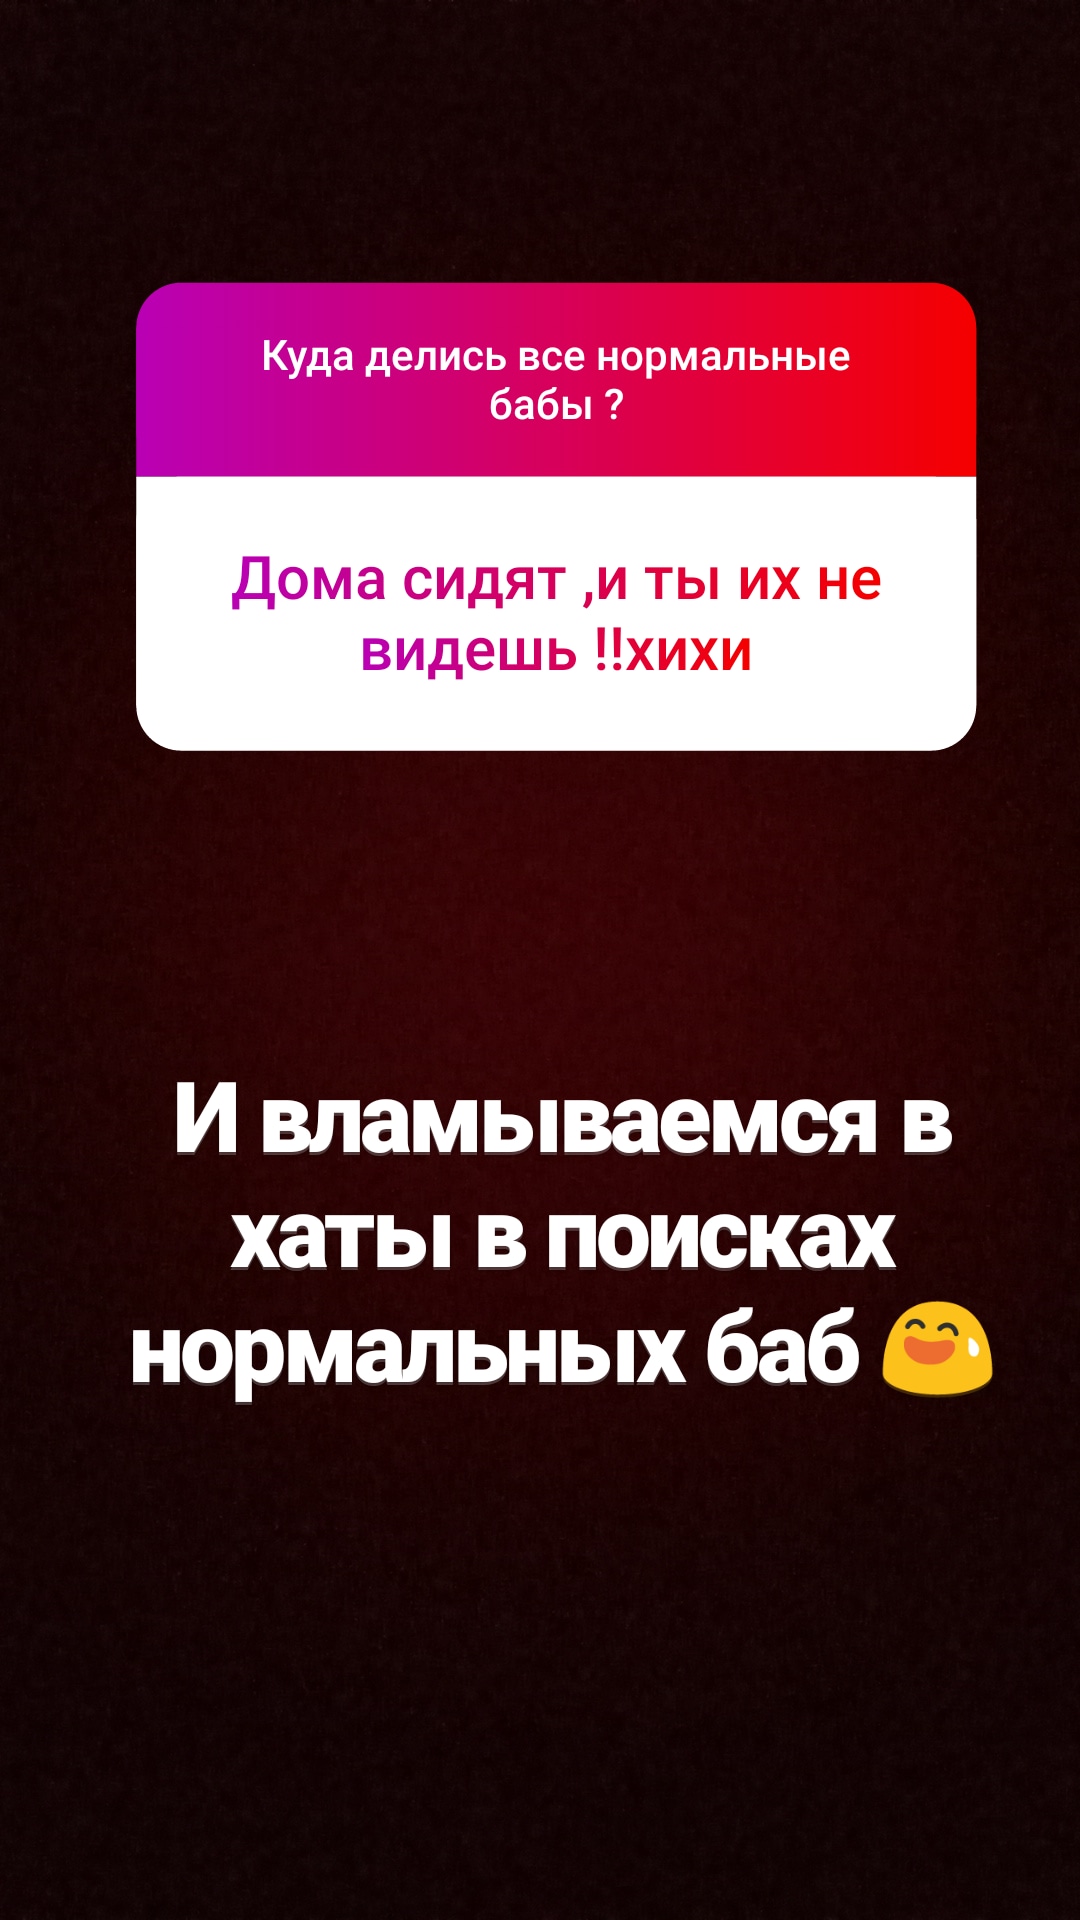 Куда делись все нормальные
бабы ?
Дома сидят ,и ты их не
видешь !!хихи
И вламываемся в
хаты в поисках
нормальных баб 😅